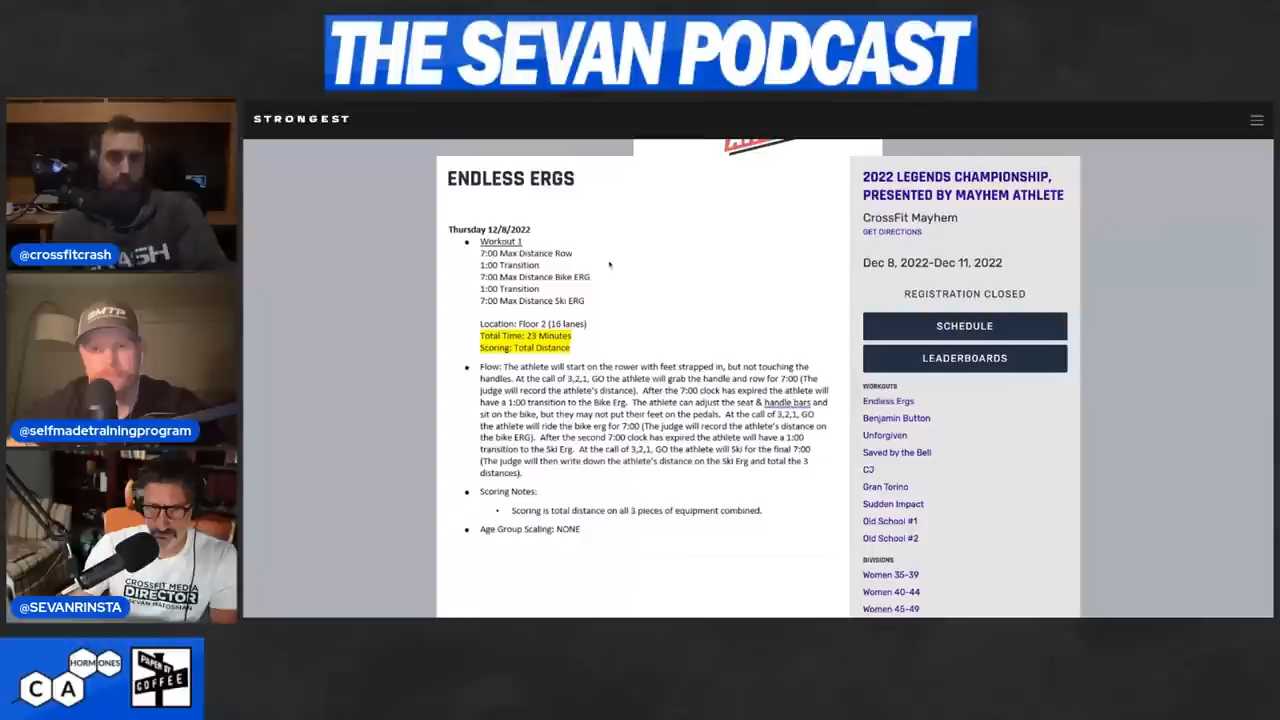 THE SEVAN PODCAST
STRONGEST
@crossfitcrash
@selfmadetrainingprogram
CROSSFIT MEDIA
DIRECTOR
SEVAN MATOSSIAN
@SEVANRINSTA
HORMONES
CA
PAPER ST
COFFEE
ENDLESS ERGS
Thursday 12/8/2022
● Workout 1
7:00 Max Distance Row
1:00 Transition
7:00 Max Distance Bike ERG
1:00 Transition
7:00 Max Distance Ski ERG
Location: Floor 2 (16 lanes)
Total Time: 23 Minutes
Scoring: Total Distance
● Flow: The athlete will start on the rower with feet strapped in, but not touching the
handles. At the call of 3,2,1, GO the athlete will grab the handle and row for 7:00 (The
judge will record the athlete's distance). After the 7:00 clock has expired the athlete will
have a 1:00 transition to the Bike Erg. The athlete can adjust the seat & handle bars and
sit on the bike, but they may not put their feet on the pedals. At the call of 3,2,1, GO
the athlete will ride the bike erg for 7:00 (The judge will record the athlete's distance on
the bike ERG). After the second 7:00 clock has expired the athlete will have a 1:00
transition to the Ski Erg. At the call of 3,2,1, GO the athlete will Ski for the final 7:00
(The judge will then write down the athlete's distance on the Ski Erg and total the 3
distances).
● Scoring Notes:
• Scoring is total distance on all 3 pieces of equipment combined.
● Age Group Scaling: NONE
2022 LEGENDS CHAMPIONSHIP,
PRESENTED BY MAYHEM ATHLETE
CrossFit Mayhem
GET DIRECTIONS
Dec 8, 2022-Dec 11, 2022
REGISTRATION CLOSED
SCHEDULE
LEADERBOARDS
WORKOUTS
Endless Ergs
Benjamin Button
Unforgiven
Saved by the Bell
CJ
Gran Torino
Sudden Impact
Old School #1
Old School #2
DIVISIONS
Women 35-39
Women 40-44
Women 45-49